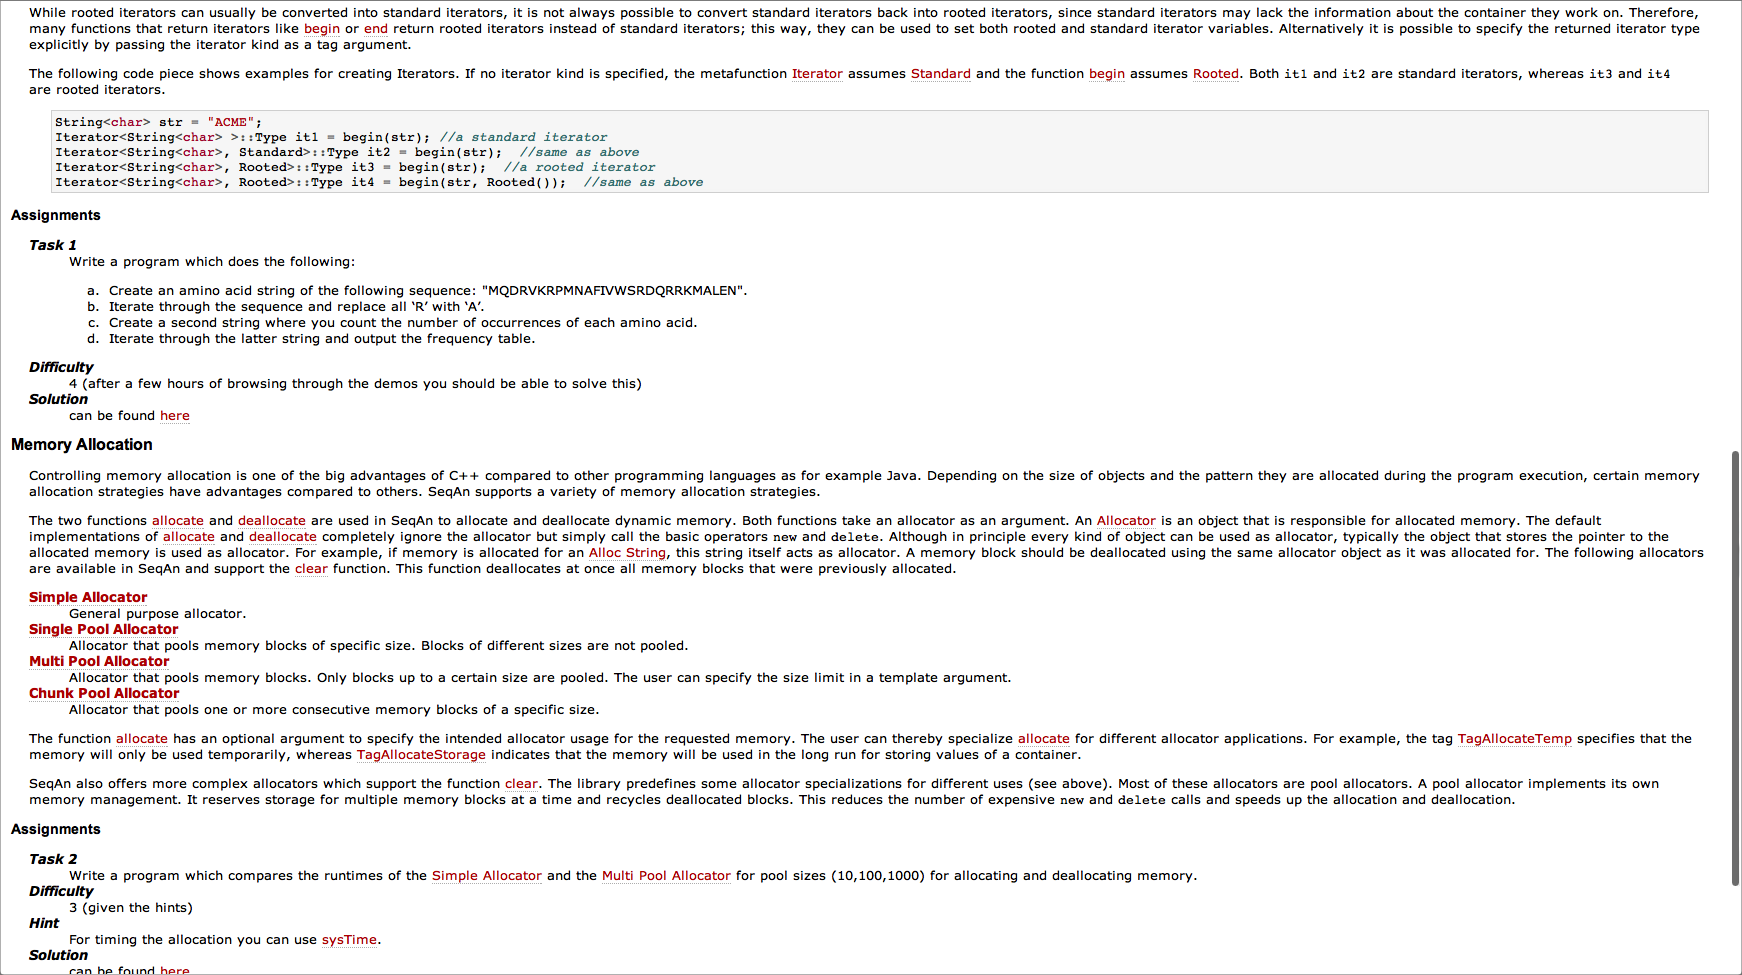 While rooted iterators can usually be converted into standard iterators, it is not always possible to convert standard iterators back into rooted iterators, since standard iterators may lack the information about the container they work on. Therefore,
many functions that return iterators like begin or end return rooted iterators instead of standard iterators; this way, they can be used to set both rooted and standard iterator variables. Alternatively it is possible to specify the returned iterator type
explicitly by passing the iterator kind as a tag argument.
The following code piece shows examples for creating Iterators. If no iterator kind is specified, the metafunction Iterator assumes Standard and the function begin assumes Rooted. Both it1 and it2 are standard iterators, whereas it3 and it4
are rooted iterators.
String<char> str = "ACME";
Iterator<String<char> >::Type it1 = begin(str); //a standard iterator
Iterator<String<char>, Standard>::Type it2 = begin(str);  //same as above
Iterator<String<char>, Rooted>::Type it3 = begin(str);  //a rooted iterator
Iterator<String<char>, Rooted>::Type it4 = begin(str, Rooted());  //same as above
Assignments
Task 1
Write a program which does the following:
a. Create an amino acid string of the following sequence: "MQDRVKRPMNAFIVWSRDQRRKMALEN".
b. Iterate through the sequence and replace all ‘R’ with ‘A’.
c. Create a second string where you count the number of occurrences of each amino acid.
d. Iterate through the latter string and output the frequency table.
Difficulty
4 (after a few hours of browsing through the demos you should be able to solve this)
Solution
can be found here
Memory Allocation
Controlling memory allocation is one of the big advantages of C++ compared to other programming languages as for example Java. Depending on the size of objects and the pattern they are allocated during the program execution, certain memory
allocation strategies have advantages compared to others. SeqAn supports a variety of memory allocation strategies.
The two functions allocate and deallocate are used in SeqAn to allocate and deallocate dynamic memory. Both functions take an allocator as an argument. An Allocator is an object that is responsible for allocated memory. The default
implementations of allocate and deallocate completely ignore the allocator but simply call the basic operators new and delete. Although in principle every kind of object can be used as allocator, typically the object that stores the pointer to the
allocated memory is used as allocator. For example, if memory is allocated for an Alloc String, this string itself acts as allocator. A memory block should be deallocated using the same allocator object as it was allocated for. The following allocators
are available in SeqAn and support the clear function. This function deallocates at once all memory blocks that were previously allocated.
Simple Allocator
General purpose allocator.
Single Pool Allocator
Allocator that pools memory blocks of specific size. Blocks of different sizes are not pooled.
Multi Pool Allocator
Allocator that pools memory blocks. Only blocks up to a certain size are pooled. The user can specify the size limit in a template argument.
Chunk Pool Allocator
Allocator that pools one or more consecutive memory blocks of a specific size.
The function allocate has an optional argument to specify the intended allocator usage for the requested memory. The user can thereby specialize allocate for different allocator applications. For example, the tag TagAllocateTemp specifies that the
memory will only be used temporarily, whereas TagAllocateStorage indicates that the memory will be used in the long run for storing values of a container.
SeqAn also offers more complex allocators which support the function clear. The library predefines some allocator specializations for different uses (see above). Most of these allocators are pool allocators. A pool allocator implements its own
memory management. It reserves storage for multiple memory blocks at a time and recycles deallocated blocks. This reduces the number of expensive new and delete calls and speeds up the allocation and deallocation.
Assignments
Task 2
Write a program which compares the runtimes of the Simple Allocator and the Multi Pool Allocator for pool sizes (10,100,1000) for allocating and deallocating memory.
Difficulty
3 (given the hints)
Hint
For timing the allocation you can use sysTime.
Solution
can be found here